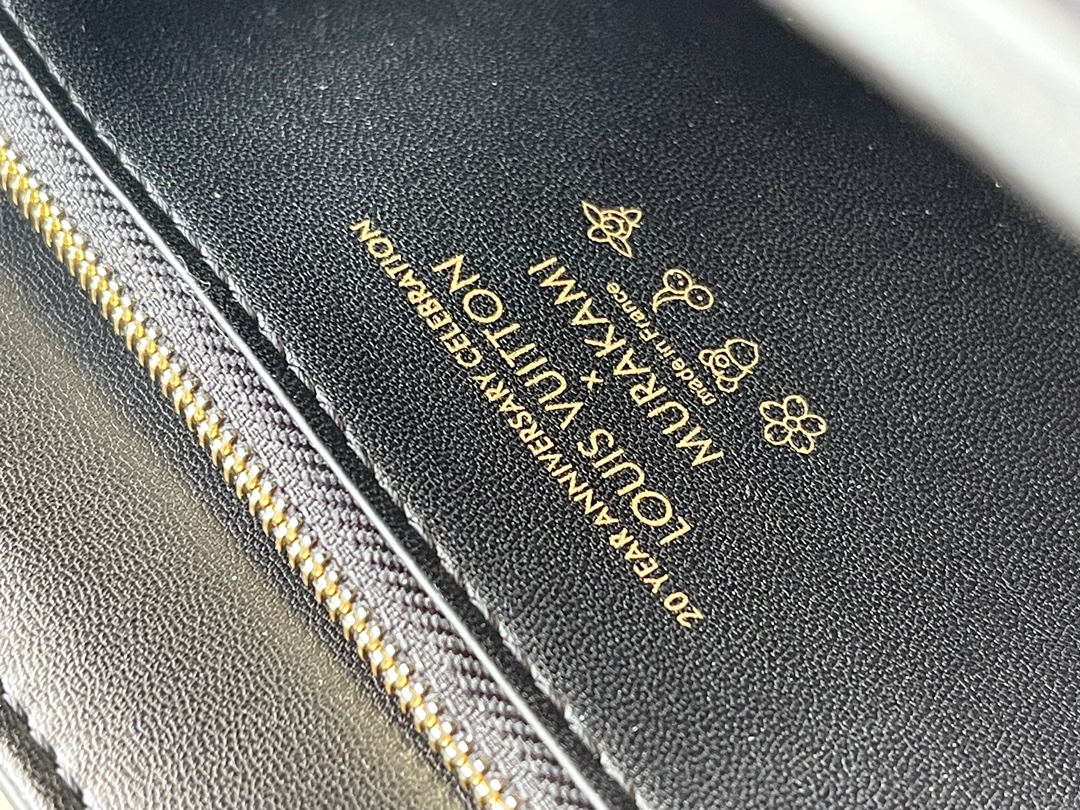 20 YEAR ANNIVERSARY CELEBRATION
LOUIS VUITTON
×
MURAKAMI
made in France